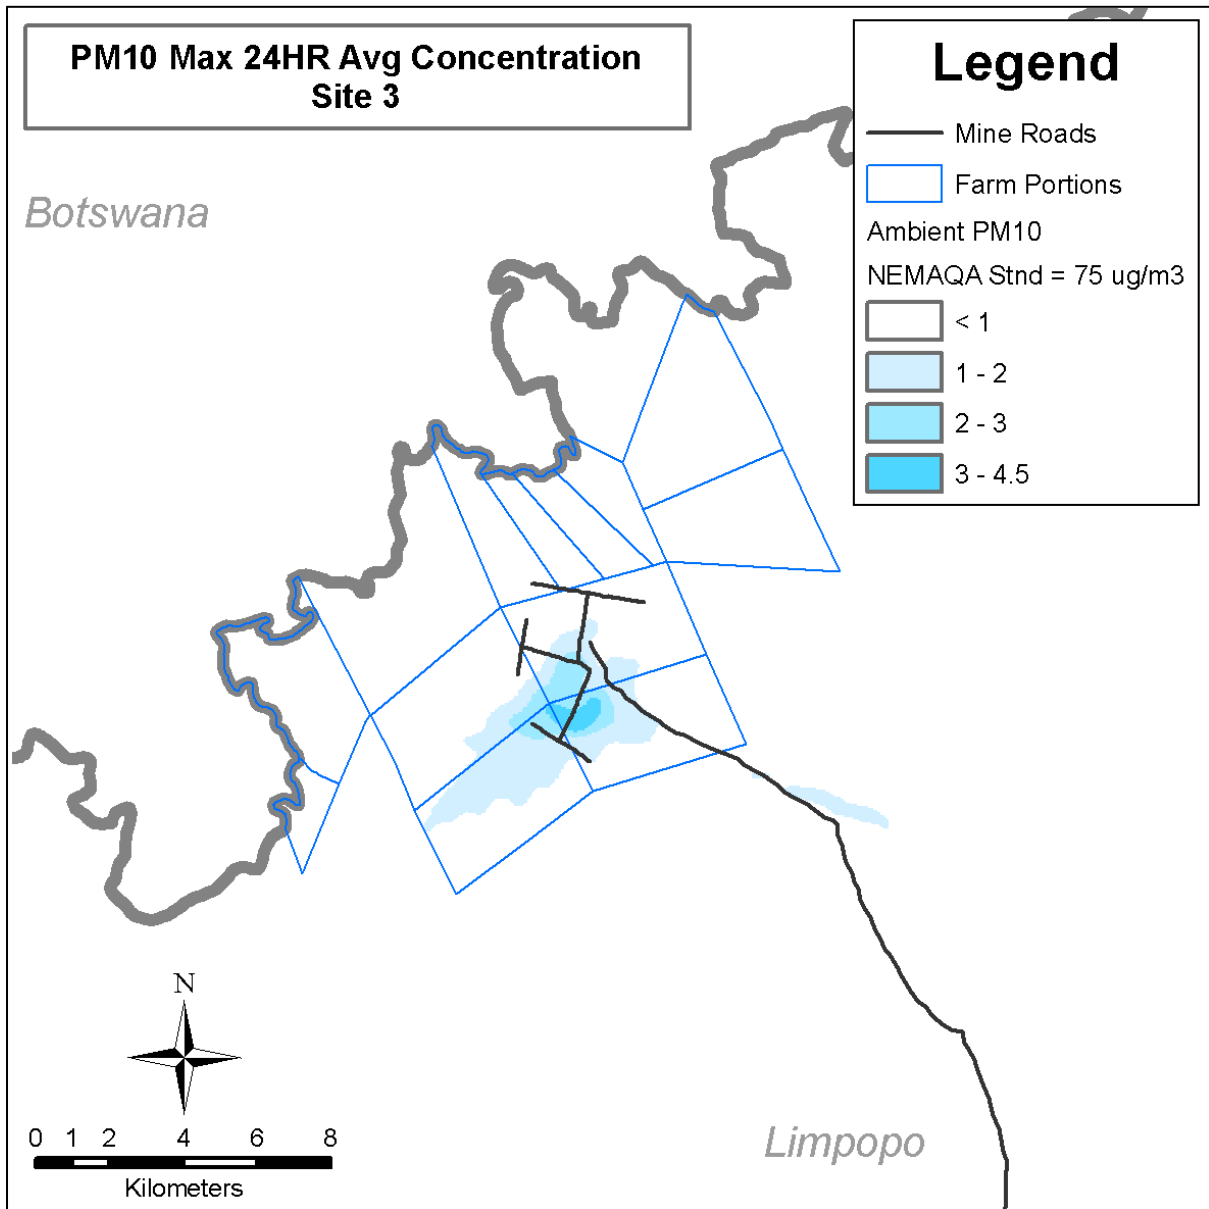 PM10 Max 24HR Avg Concentration
Site 3
Legend
Mine Roads
Farm Portions
Ambient PM10
NEMAQA Stnd = 75 ug/m3
< 1
1 - 2
2 - 3
3 - 4.5
Botswana
N
0 1 2 4 6 8
Kilometers
Limpopo